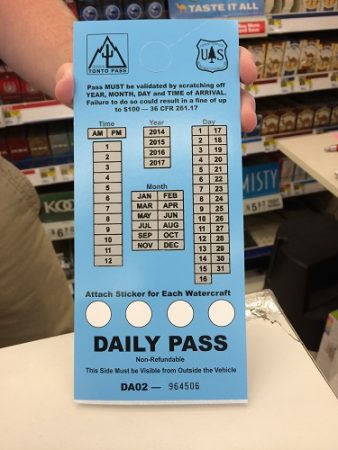 TASTE IT ALL
TONTO PASS
U S
Pass MUST be validated by scratching off
YEAR, MONTH, DAY and TIME of ARRIVAL.
Failure to do so could result in a fine of up
to $100 — 36 CFR 261.17
Time
AM PM
1
2
3
4
5
6
7
8
9
10
11
12
Year
2014
2015
2016
2017
Month
JAN FEB
MAR APR
MAY JUN
JUL AUG
SEP OCT
NOV DEC
Day
1 17
2 18
3 19
4 20
5 21
6 22
7 23
8 24
9 25
10 26
11 27
12 28
13 29
14 30
15 31
16
MISTY
KOO
Attach Sticker for Each Watercraft
DAILY PASS
Non-Refundable
This Side Must be Visible from Outside the Vehicle
DA02 — 964506